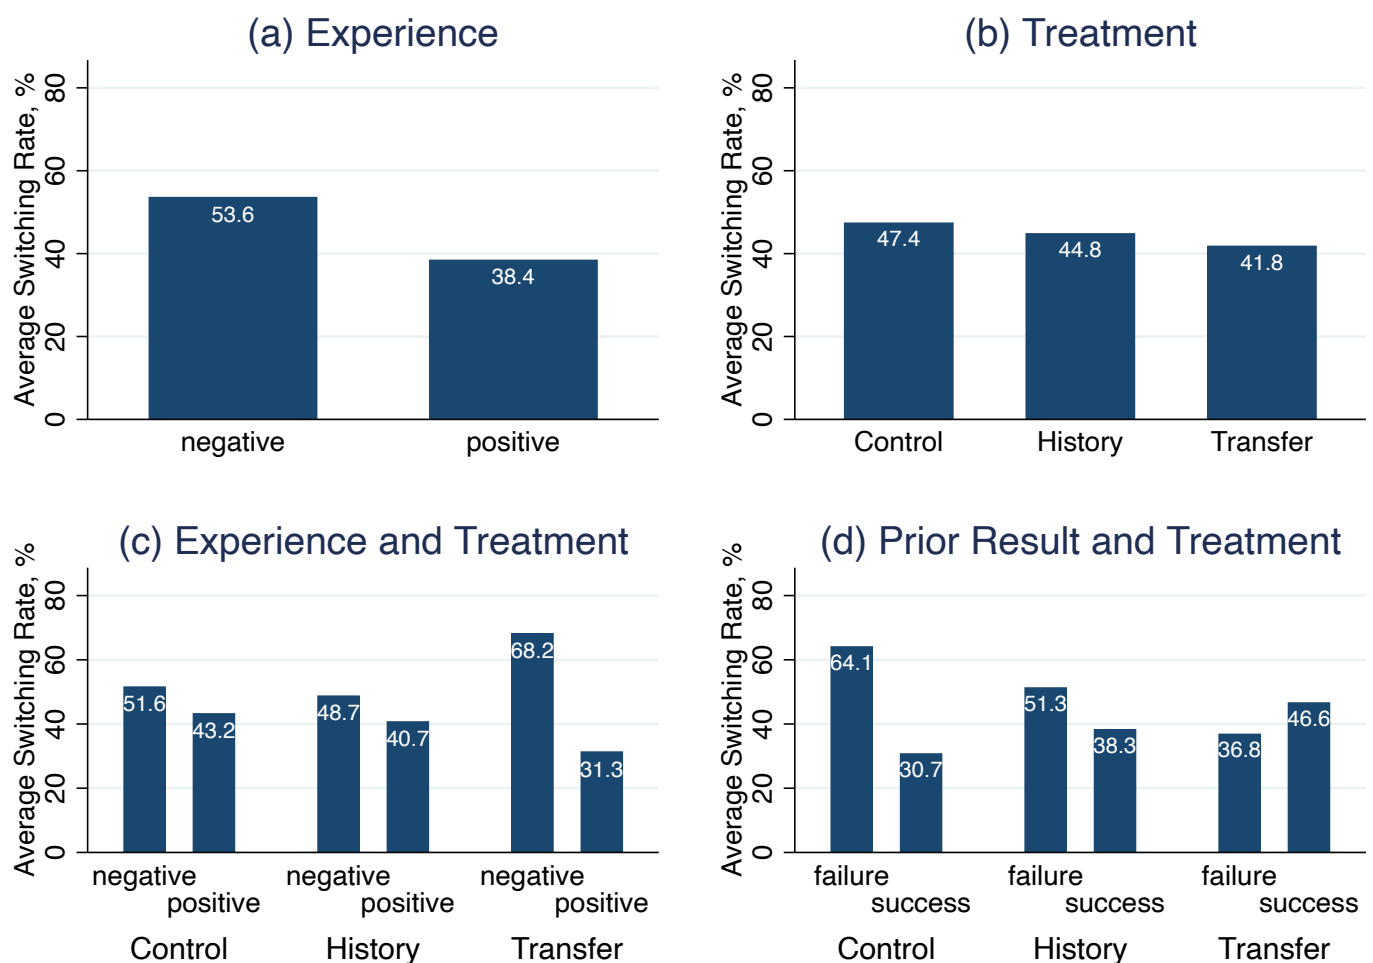 (a) Experience
Average Switching Rate, %
80
60
40
20
0
53.6
38.4
negative
positive
(b) Treatment
Average Switching Rate, %
80
60
40
20
0
47.4
44.8
41.8
Control
History
Transfer
(c) Experience and Treatment
Average Switching Rate, %
80
60
40
20
0
51.6
43.2
48.7
40.7
68.2
31.3
negative
positive
negative
positive
negative
positive
Control
History
Transfer
(d) Prior Result and Treatment
Average Switching Rate, %
80
60
40
20
0
64.1
30.7
51.3
38.3
36.8
46.6
failure
success
failure
success
failure
success
Control
History
Transfer